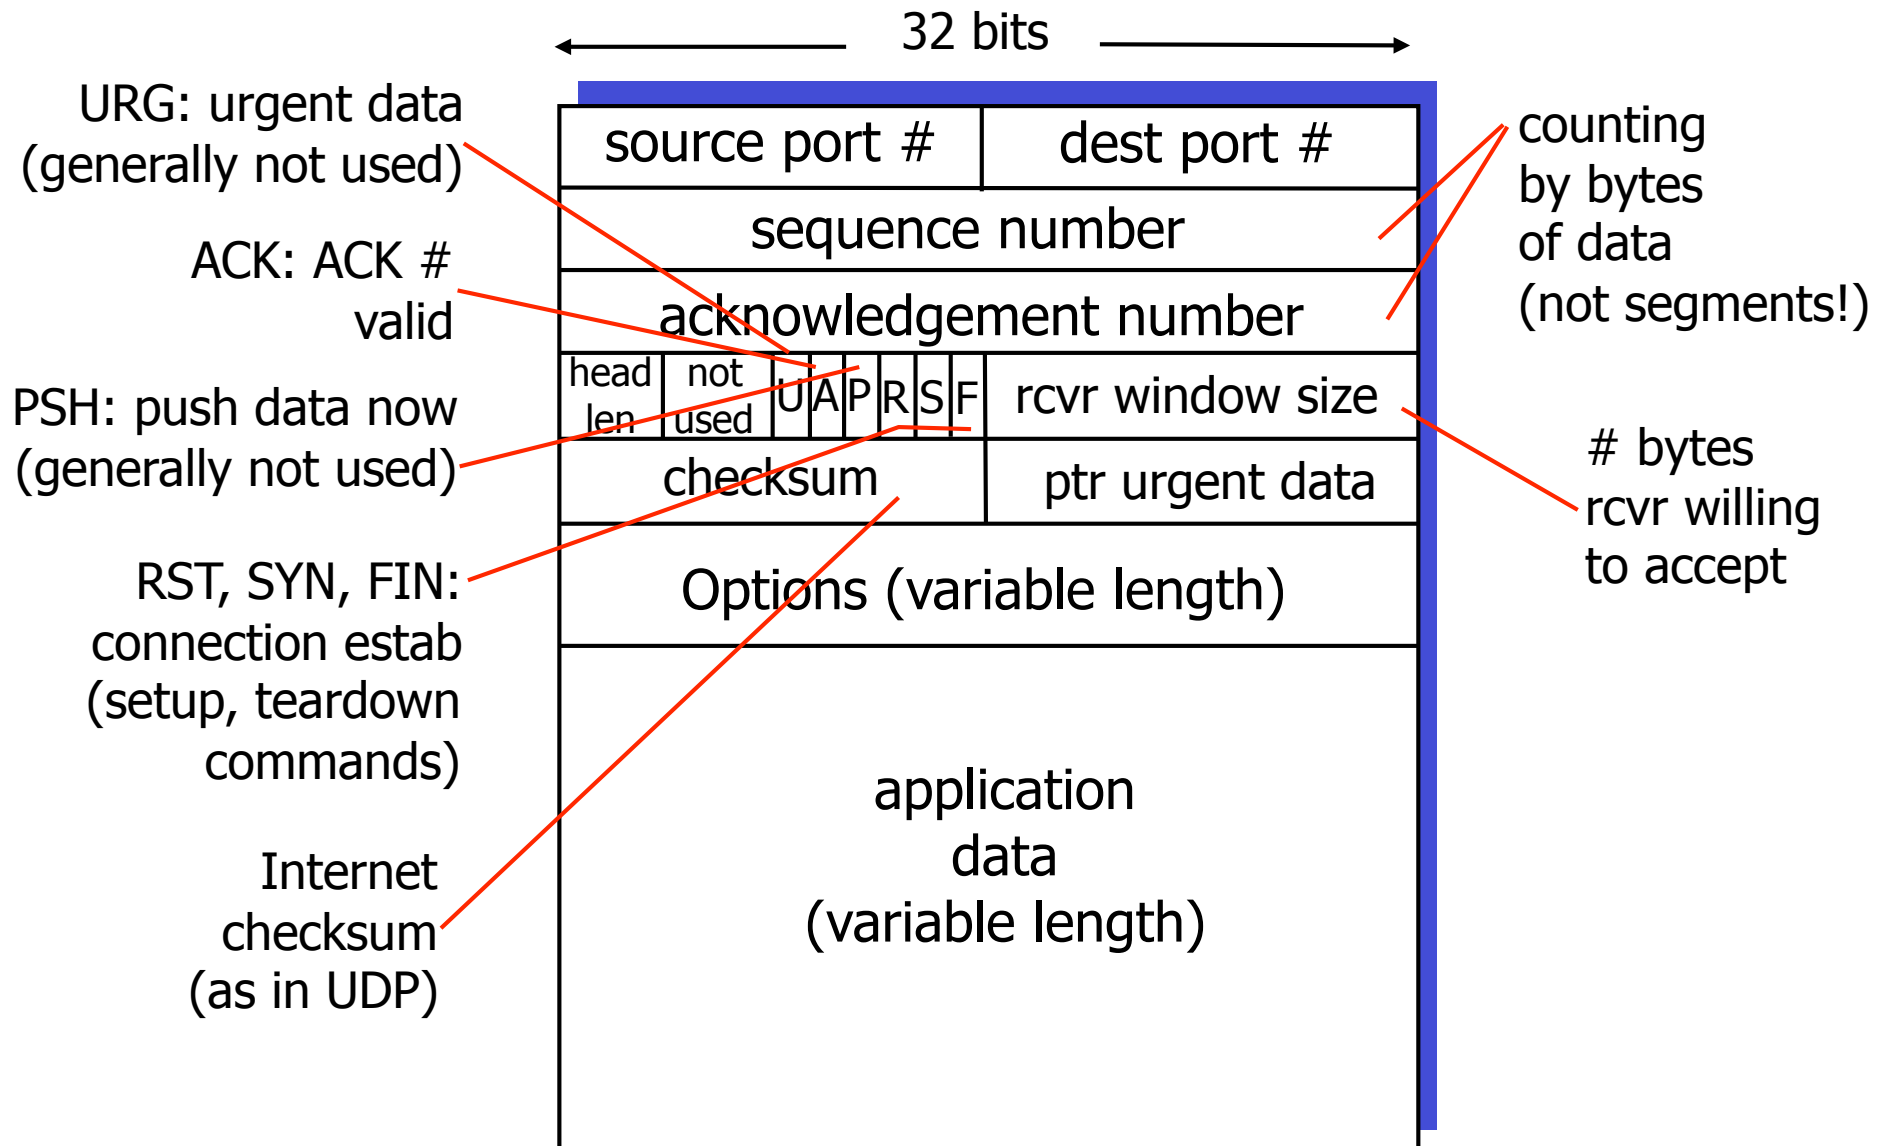 32 bits
URG: urgent data
(generally not used)
ACK: ACK #
valid
PSH: push data now
(generally not used)
RST, SYN, FIN:
connection estab
(setup, teardown
commands)
Internet
checksum
(as in UDP)
source port #
dest port #
sequence number
acknowledgement number
head
len
not
used
U
A
P
R
S
F
rcvr window size
checksum
ptr urgent data
Options (variable length)
application
data
(variable length)
counting
by bytes
of data
(not segments!)
# bytes
rcvr willing
to accept